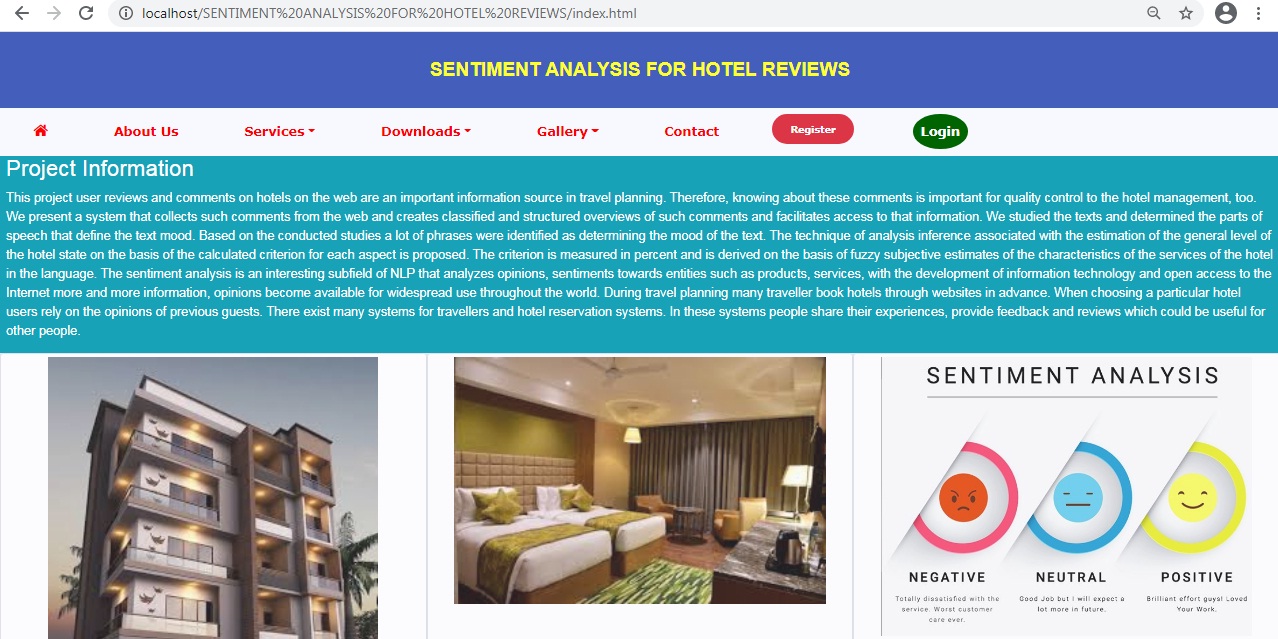 localhost/SENTIMENT%20ANALYSIS%20FOR%20HOTEL%20REVIEWS/index.html
SENTIMENT ANALYSIS FOR HOTEL REVIEWS
About Us Services Downloads Gallery Contact Register Login
Project Information
This project user reviews and comments on hotels on the web are an important information source in travel planning. Therefore, knowing about these comments is important for quality control to the hotel management, too.
We present a system that collects such comments from the web and creates classified and structured overviews of such comments and facilitates access to that information. We studied the texts and determined the parts of
speech that define the text mood. Based on the conducted studies a lot of phrases were identified as determining the mood of the text. The technique of analysis inference associated with the estimation of the general level of
the hotel state on the basis of the calculated criterion for each aspect is proposed. The criterion is measured in percent and is derived on the basis of fuzzy subjective estimates of the characteristics of the services of the hotel
in the language. The sentiment analysis is an interesting subfield of NLP that analyzes opinions, sentiments towards entities such as products, services, with the development of information technology and open access to the
Internet more and more information, opinions become available for widespread use throughout the world. During travel planning many traveller book hotels through websites in advance. When choosing a particular hotel
users rely on the opinions of previous guests. There exist many systems for travellers and hotel reservation systems. In these systems people share their experiences, provide feedback and reviews which could be useful for
other people.
SENTIMENT ANALYSIS
NEGATIVE NEUTRAL POSITIVE
Totally dissatisfied with the Good Job but I will expect a Brilliant effort guys! Loved
service. Worst customer lot more in future. Your Work.
care ever.